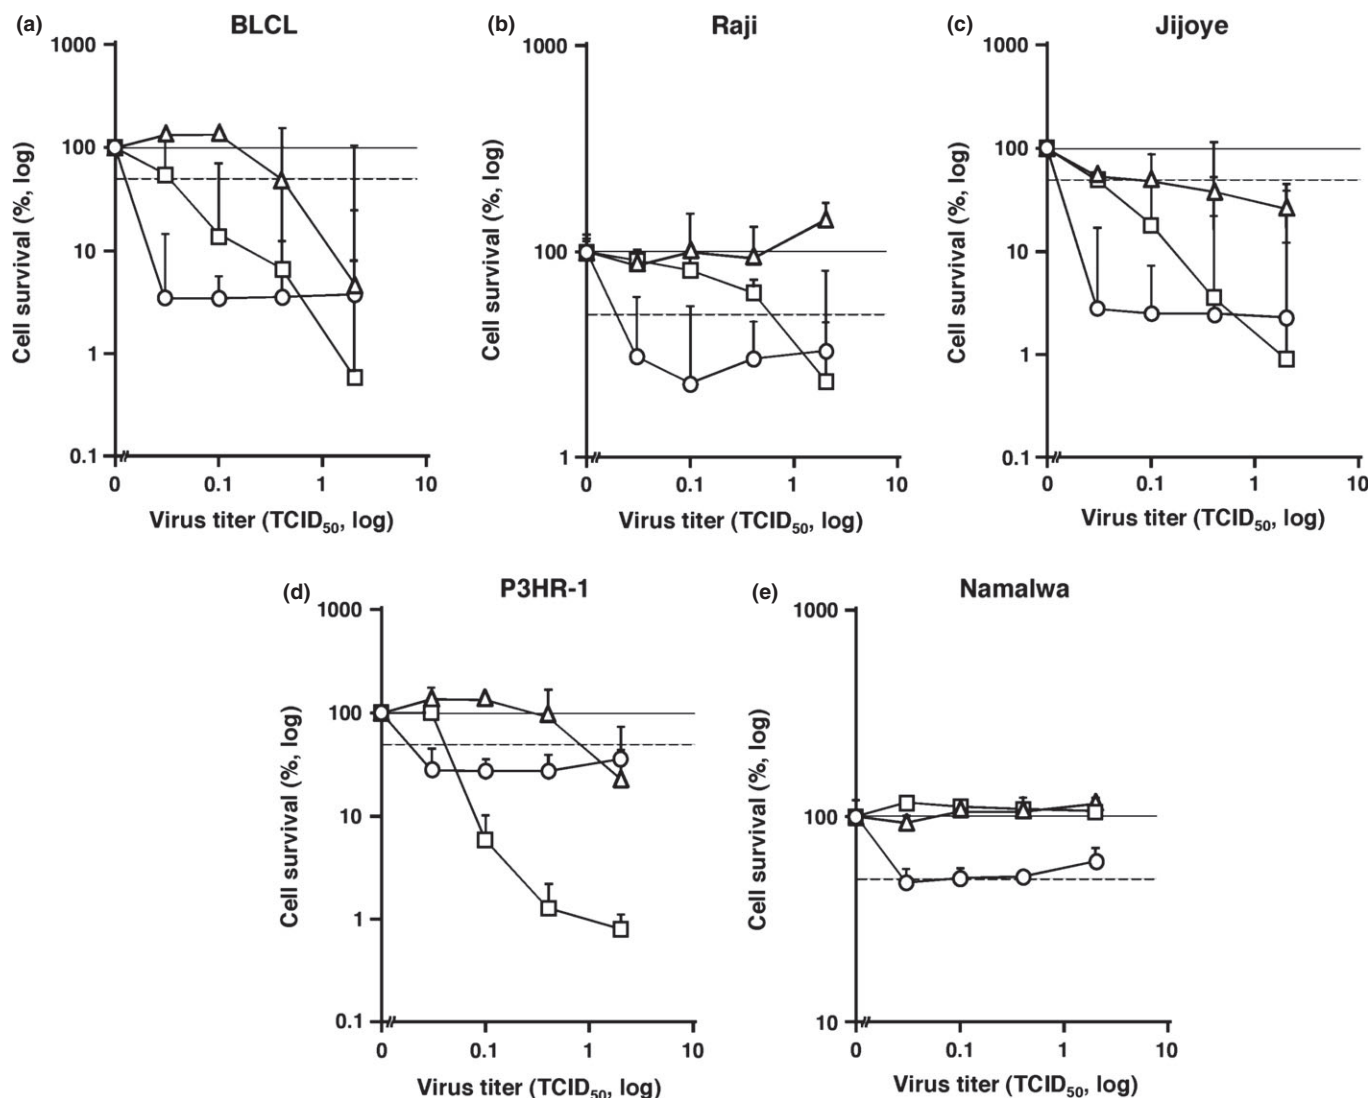 (a) BLCL
1000
100
10
1
0.1
Cell survival (%, log)
0 0.1 1 10
Virus titer (TCID50, log)
(b) Raji
1000
100
1
Cell survival (%, log)
0 0.1 1 10
Virus titer (TCID50, log)
(c) Jijoye
1000
100
10
1
0.1
Cell survival (%, log)
0 0.1 1 10
Virus titer (TCID50, log)
(d) P3HR-1
1000
100
10
1
0.1
Cell survival (%, log)
0 0.1 1 10
Virus titer (TCID50, log)
(e) Namalwa
1000
100
10
Cell survival (%, log)
0 0.1 1 10
Virus titer (TCID50, log)